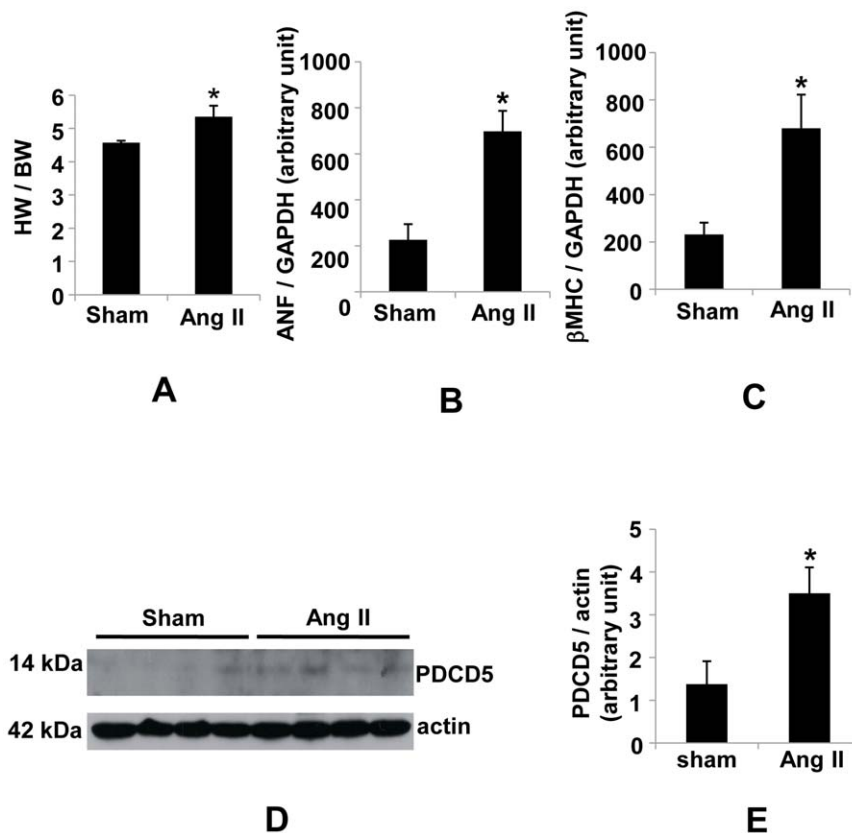 HW / BW
6
5
4
3
2
1
0
*
Sham
Ang II
A
ANF / GAPDH (arbitrary unit)
1000
800
600
400
200
0
*
Sham
Ang II
B
βMHC / GAPDH (arbitrary unit)
1000
800
600
400
200
0
*
Sham
Ang II
C
Sham
Ang II
14 kDa
PDCD5
42 kDa
actin
D
PDCD5 / actin
(arbitrary unit)
5
4
3
2
1
0
*
sham
Ang II
E